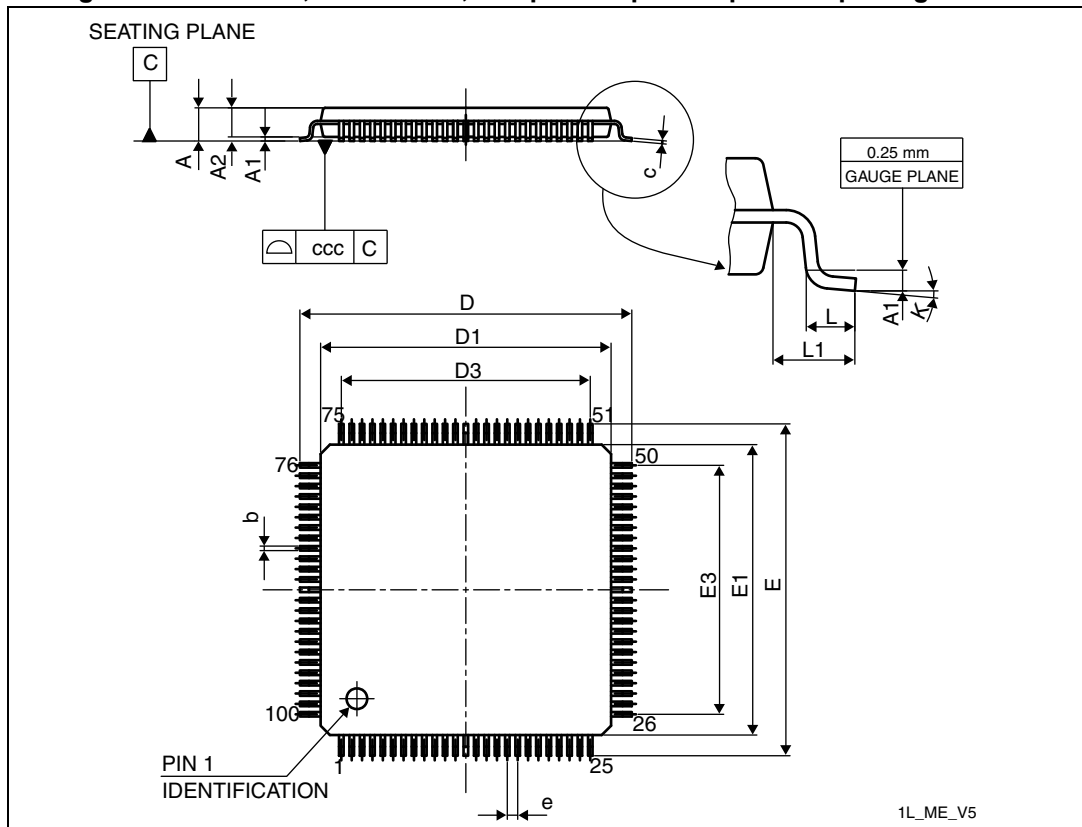 SEATING PLANE
C
A
A2
A1
c
0.25 mm
GAUGE PLANE
ccc C
A1
K
L
L1
D
D1
D3
75
51
76
50
b
E3
E1
E
100
26
PIN 1
IDENTIFICATION
1
25
e
1L_ME_V5